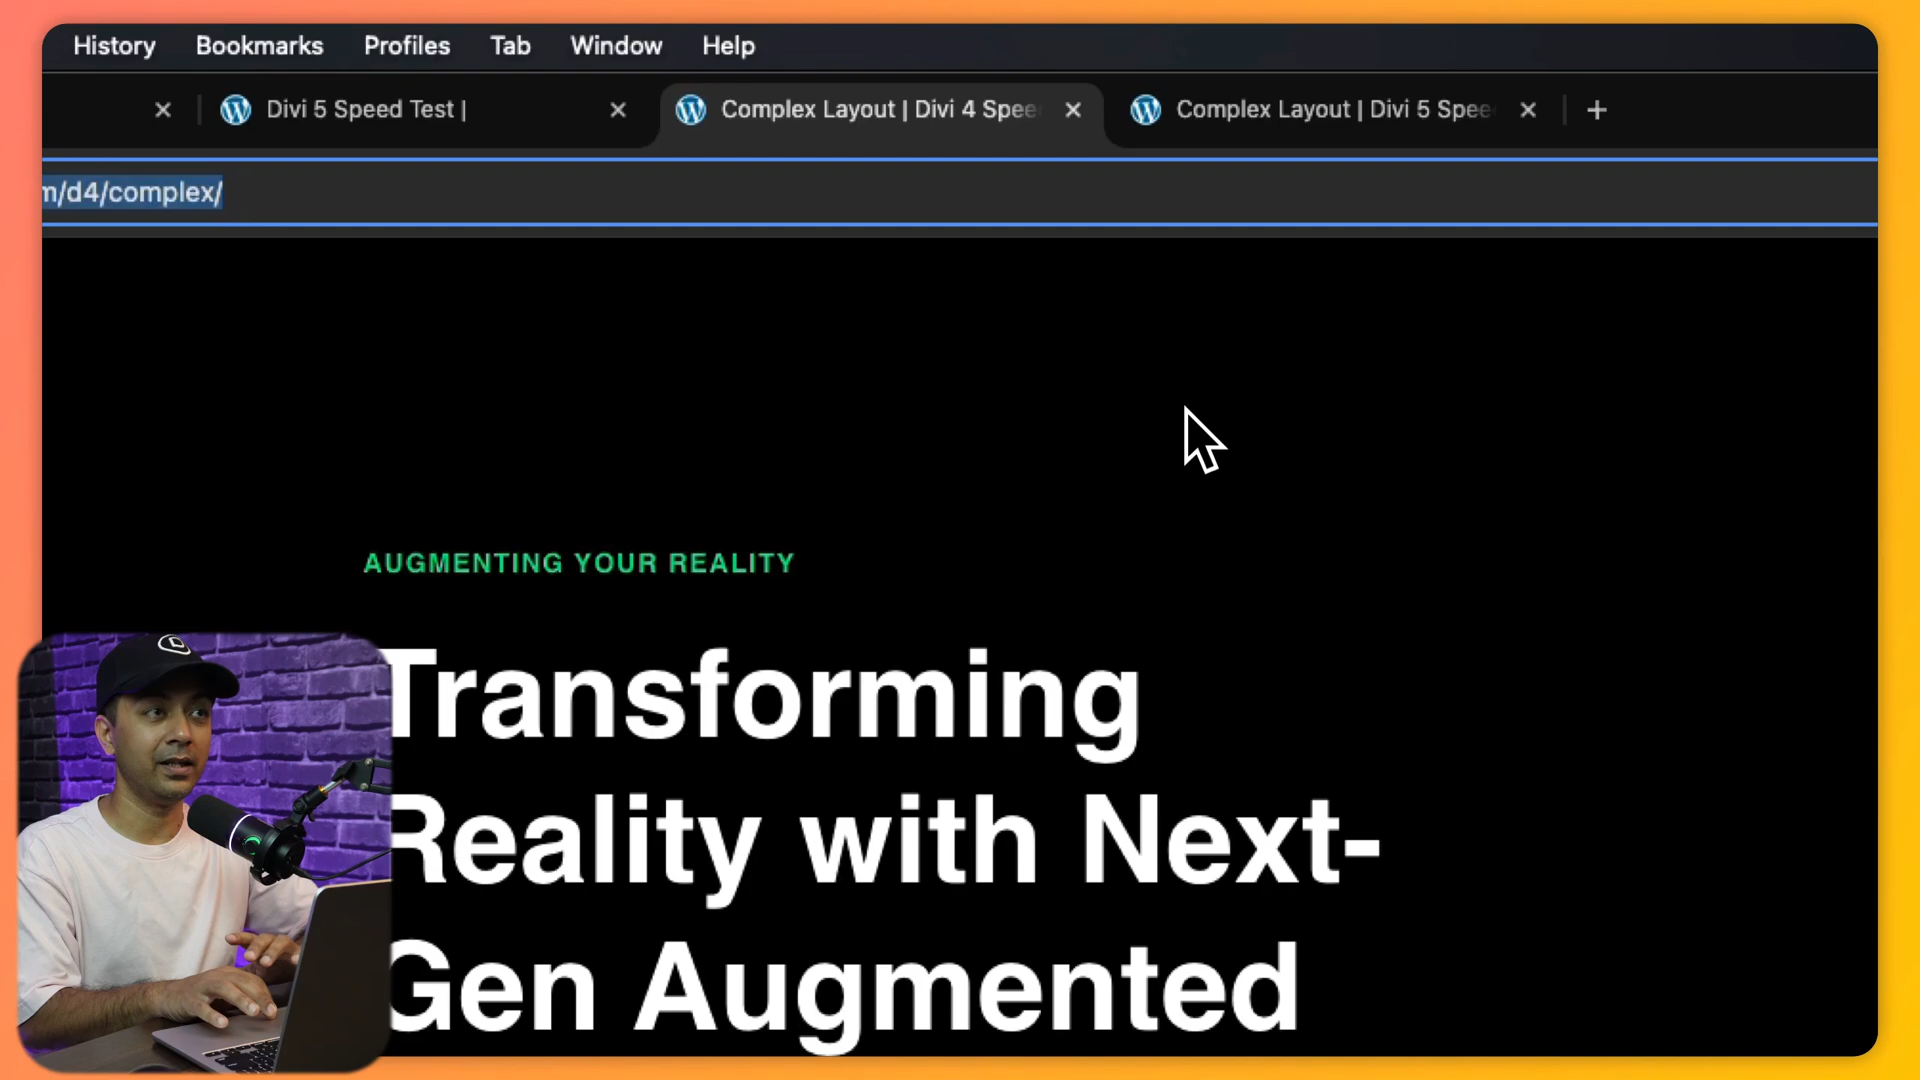 History Bookmarks Profiles Tab Window Help
Divi 5 Speed Test | Complex Layout | Divi 4 Spee Complex Layout | Divi 5 Spee
m/d4/complex/
AUGMENTING YOUR REALITY
Transforming
Reality with Next-
Gen Augmented